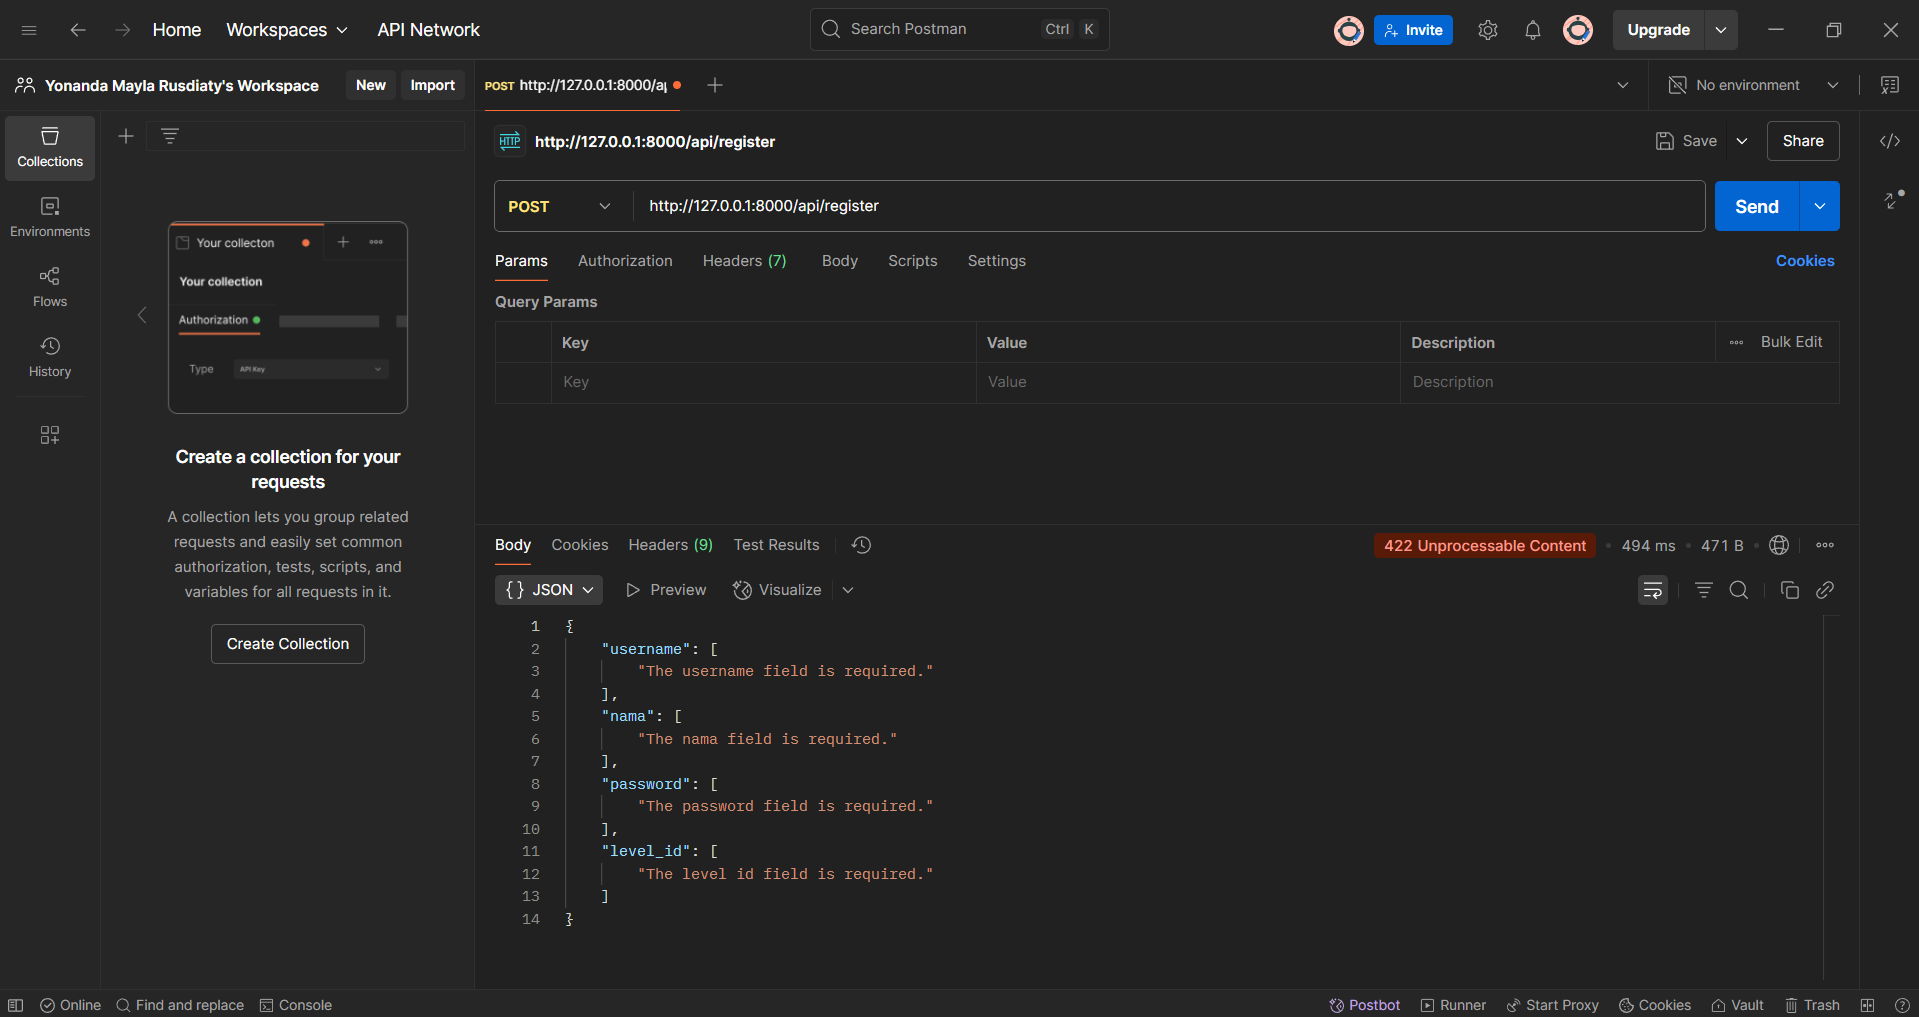 Home Workspaces API Network Search Postman Ctrl K Invite Upgrade
Yonanda Mayla Rusdiaty's Workspace New Import POST http://127.0.0.1:8000/a No environment
Collections
Environments
Flows
History
Your collecton
Your collection
Authorization
Type API Key
Create a collection for your
requests
A collection lets you group related
requests and easily set common
authorization, tests, scripts, and
variables for all requests in it.
Create Collection
HTTP http://127.0.0.1:8000/api/register Save Share
POST http://127.0.0.1:8000/api/register Send
Params Authorization Headers (7) Body Scripts Settings Cookies
Query Params
Key Value Description Bulk Edit
Key Value Description
Body Cookies Headers (9) Test Results 422 Unprocessable Content 494 ms 471 B
{} JSON Preview Visualize
1 {
2 "username": [
3 "The username field is required."
4 ],
5 "nama": [
6 "The nama field is required."
7 ],
8 "password": [
9 "The password field is required."
10 ],
11 "level_id": [
12 "The level id field is required."
13 ]
14 }
Online Find and replace Console Postbot Runner Start Proxy Cookies Vault Trash